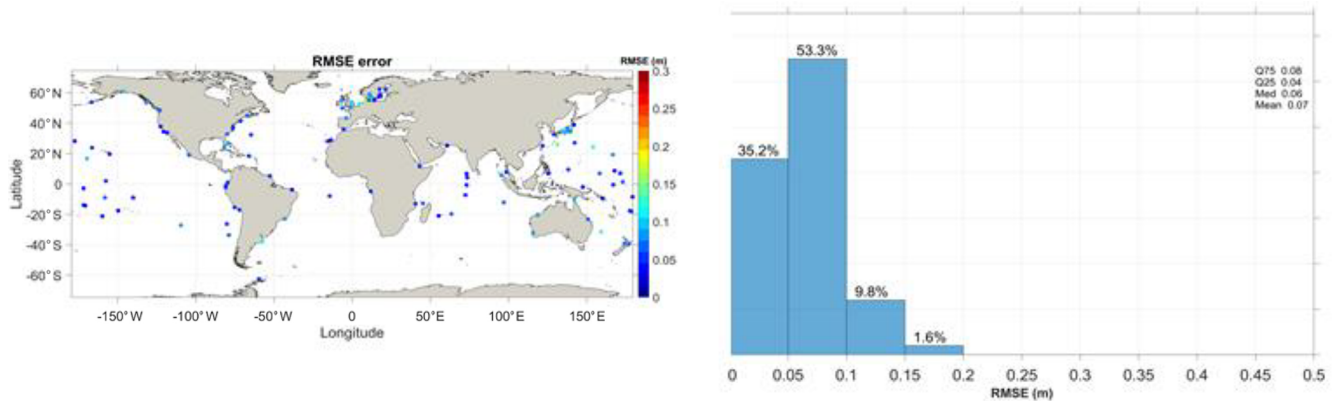 RMSE error
RMSE (m)
0.3
0.25
0.2
0.15
0.1
0.05
0
60°N
40°N
20°N
0
-20°S
-40°S
-60°S
Latitude
-150°W -100°W -50°W 0 50°E 100°E 150°E
Longitude
53.3%
35.2%
9.8%
1.6%
Q75 0.08
Q25 0.04
Med 0.06
Mean 0.07
0 0.05 0.1 0.15 0.2 0.25 0.3 0.35 0.4 0.45 0.5
RMSE (m)